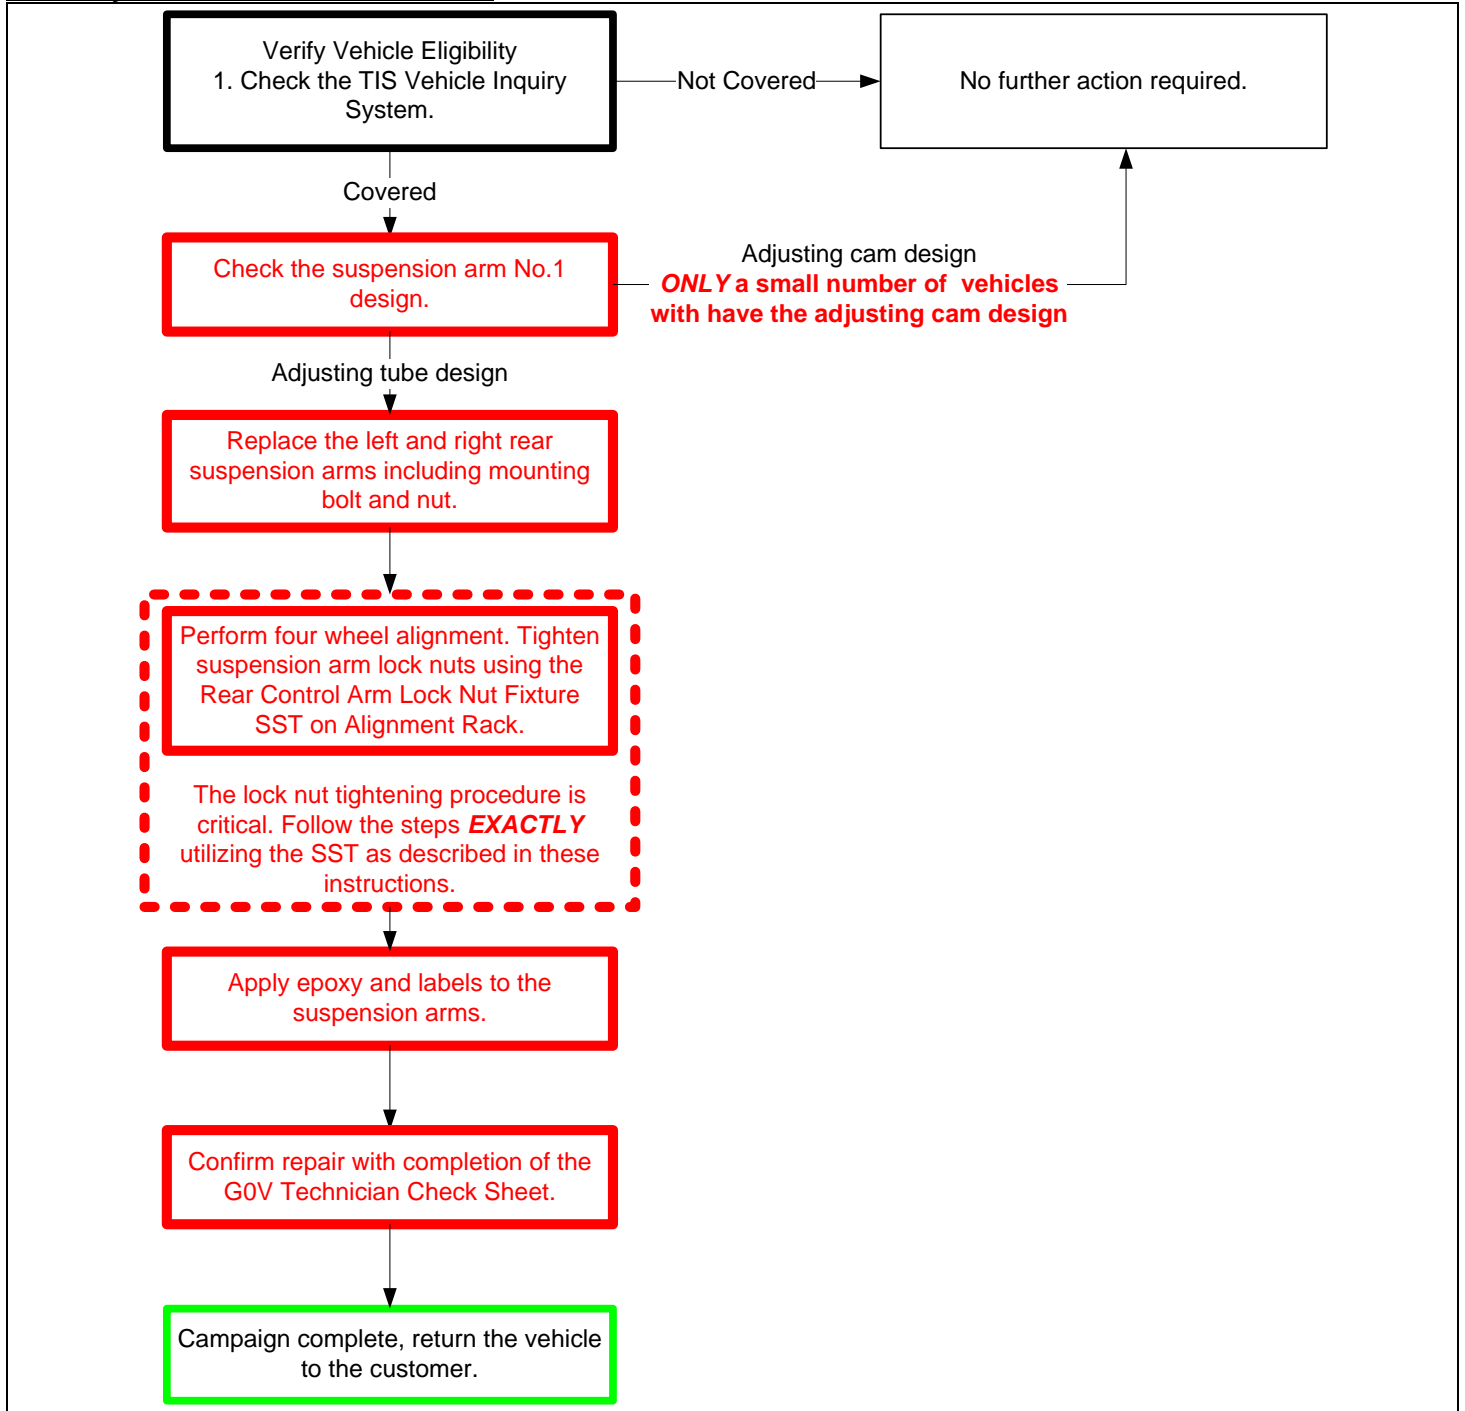 Verify Vehicle Eligibility
1. Check the TIS Vehicle Inquiry
System.
Not Covered
No further action required.
Covered
Check the suspension arm No.1
design.
Adjusting cam design
ONLY a small number of vehicles
with have the adjusting cam design
Adjusting tube design
Replace the left and right rear
suspension arms including mounting
bolt and nut.
Perform four wheel alignment. Tighten
suspension arm lock nuts using the
Rear Control Arm Lock Nut Fixture
SST on Alignment Rack.
The lock nut tightening procedure is
critical. Follow the steps EXACTLY
utilizing the SST as described in these
instructions.
Apply epoxy and labels to the
suspension arms.
Confirm repair with completion of the
G0V Technician Check Sheet.
Campaign complete, return the vehicle
to the customer.